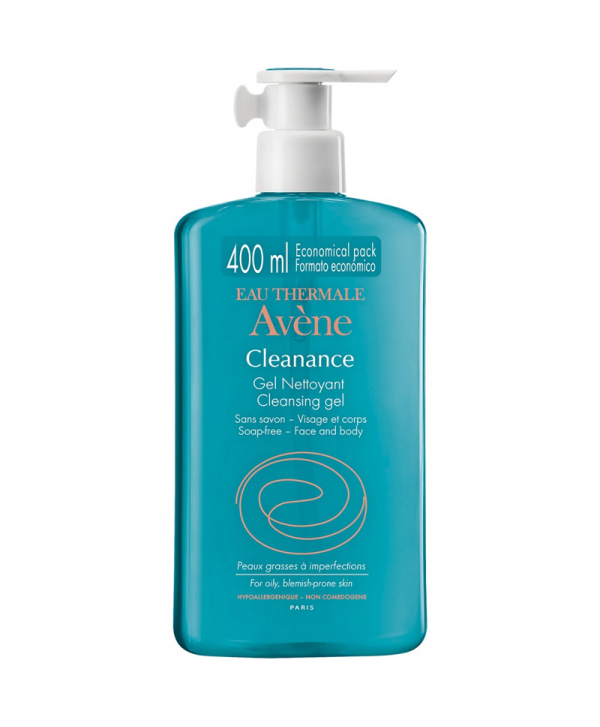 400 ml Economical pack
Formato económico
EAU THERMALE
Avène
Cleanance
Gel Nettoyant
Cleansing gel
Sans savon – Visage et corps
Soap-free – Face and body
Peaux grasses à imperfections
For oily, blemish-prone skin
HYPOALLERGENIQUE – NON COMEDOGENE
PARIS